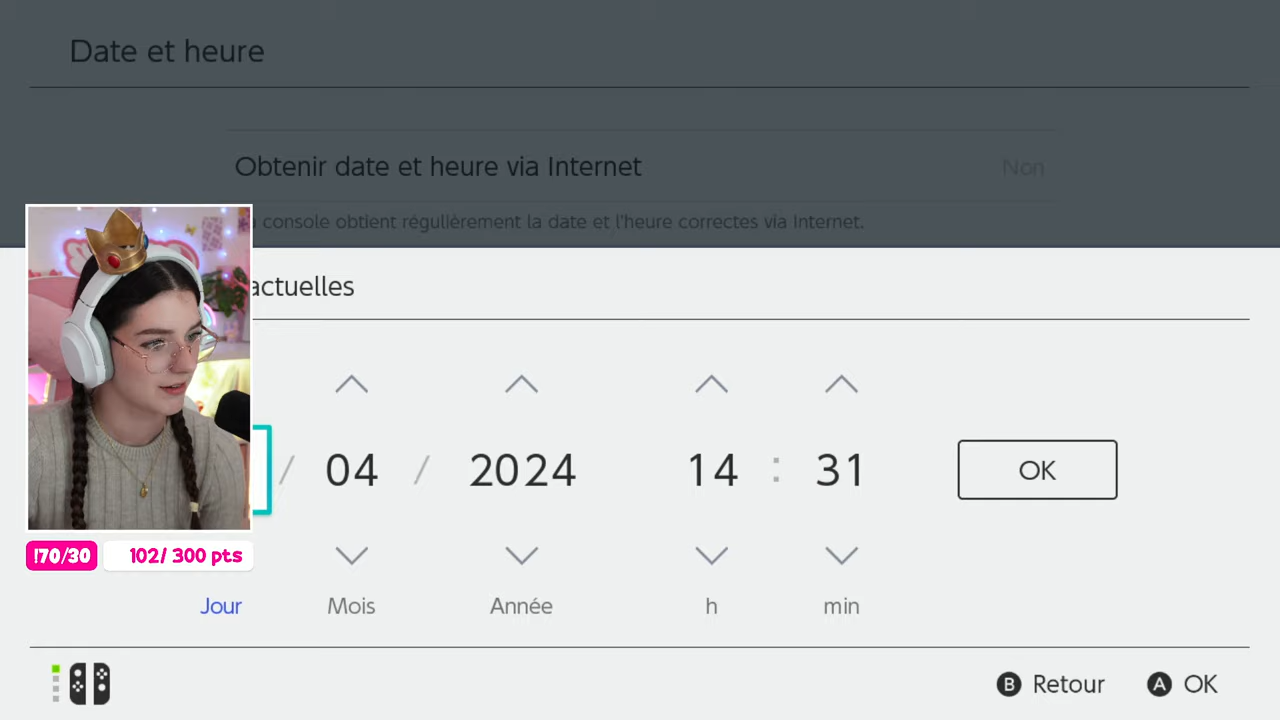 Date et heure
Obtenir date et heure via Internet Non
console obtient régulièrement la date et l'heure correctes via Internet.
actuelles
/ 04 / 2024 14 : 31 OK
!70/30 102/ 300 pts
Jour Mois Année h min
B Retour A OK